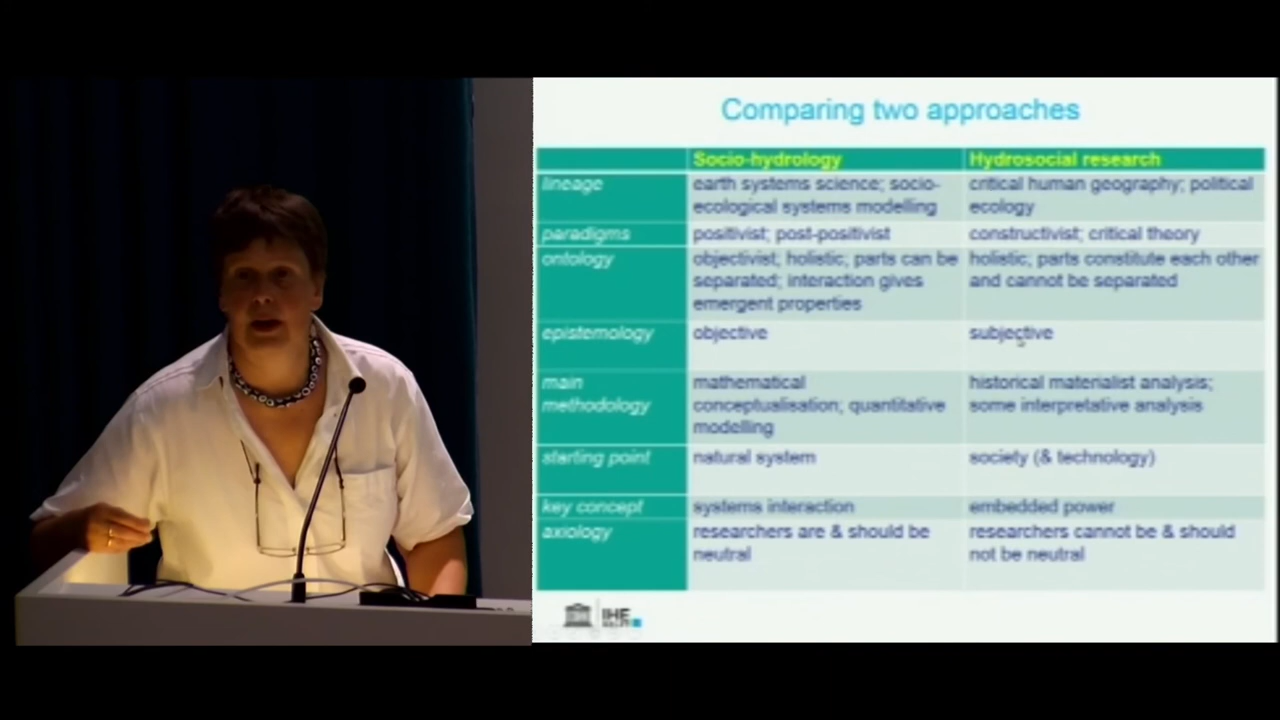 Comparing two approaches
Socio-hydrology Hydrosocial research
lineage earth systems science; socio- critical human geography; political
ecological systems modelling ecology
paradigms positivist; post-positivist constructivist; critical theory
ontology objectivist; holistic; parts can be holistic; parts constitute each other
separated; interaction gives and cannot be separated
emergent properties
epistemology objective subjective
main mathematical historical materialist analysis;
methodology conceptualisation; quantitative some interpretative analysis
modelling
starting point natural system society (& technology)
key concept systems interaction embedded power
axiology researchers are & should be researchers cannot be & should
neutral not be neutral
IHE